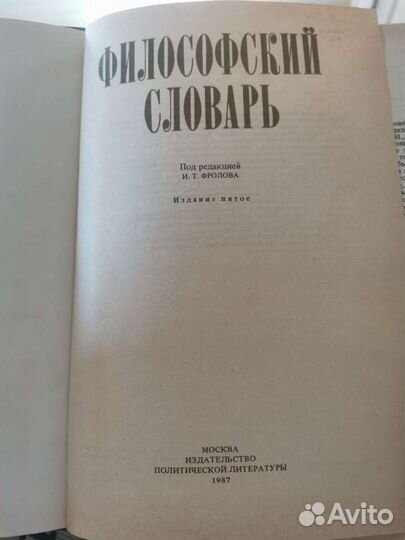 ФИЛОСОФСКИЙ
СЛОВАРЬ
Под редакцией
И. Т. ФРОЛОВА
Издание пятое
МОСКВА
ИЗДАТЕЛЬСТВО
ПОЛИТИЧЕСКОЙ ЛИТЕРАТУРЫ
1987
Avito